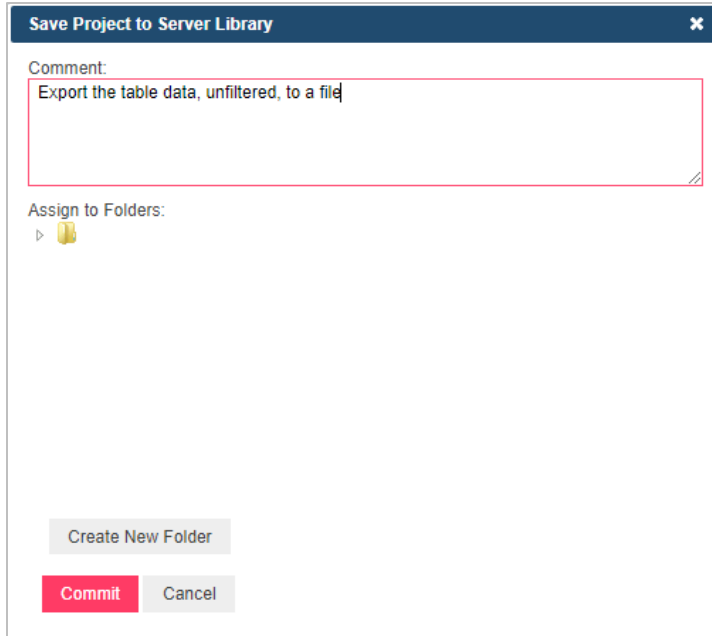 Save Project to Server Library
Comment:
Export the table data, unfiltered, to a file
Assign to Folders:
Create New Folder
Commit Cancel